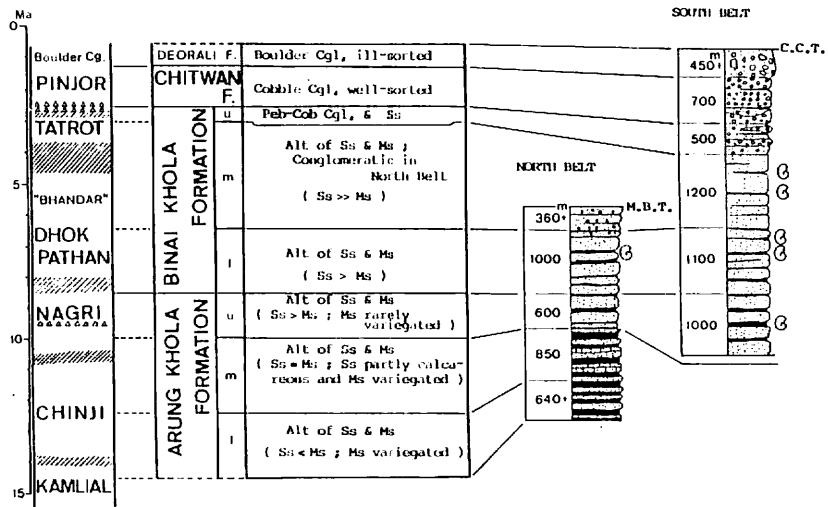 Ma
0
5
10
15
Boulder Cg.
PINJOR
TATROT
"BHANDAR"
DHOK
PATHAN
NAGRI
CHINJI
KAMLIAL
DEORALI F.
Boulder Cgl, ill-sorted
CHITWAN
F.
Cobble Cgl, well-sorted
BINAI KHOLA
FORMATION
u
Peb-Cob Cgl, & Ss
m
Alt of Ss & Ms ;
Conglomeratic in
North Belt
( Ss >> Ms )
l
Alt of Ss & Ms
( Ss > Ms )
ARUNG KHOLA
FORMATION
u
Alt of Ss & Ms
( Ss > Ms ; Ms rarely
variegated )
m
Alt of Ss & Ms
( Ss = Ms ; Ss partly calca-
reous and Ms variegated )
l
Alt of Ss & Ms
( Ss < Ms ; Ms variegated )
NORTH BELT
m
M.B.T.
360+
1000
600
850
640+
SOUTH BELT
C.C.T.
m
450+
700
500
1200
1100
1000